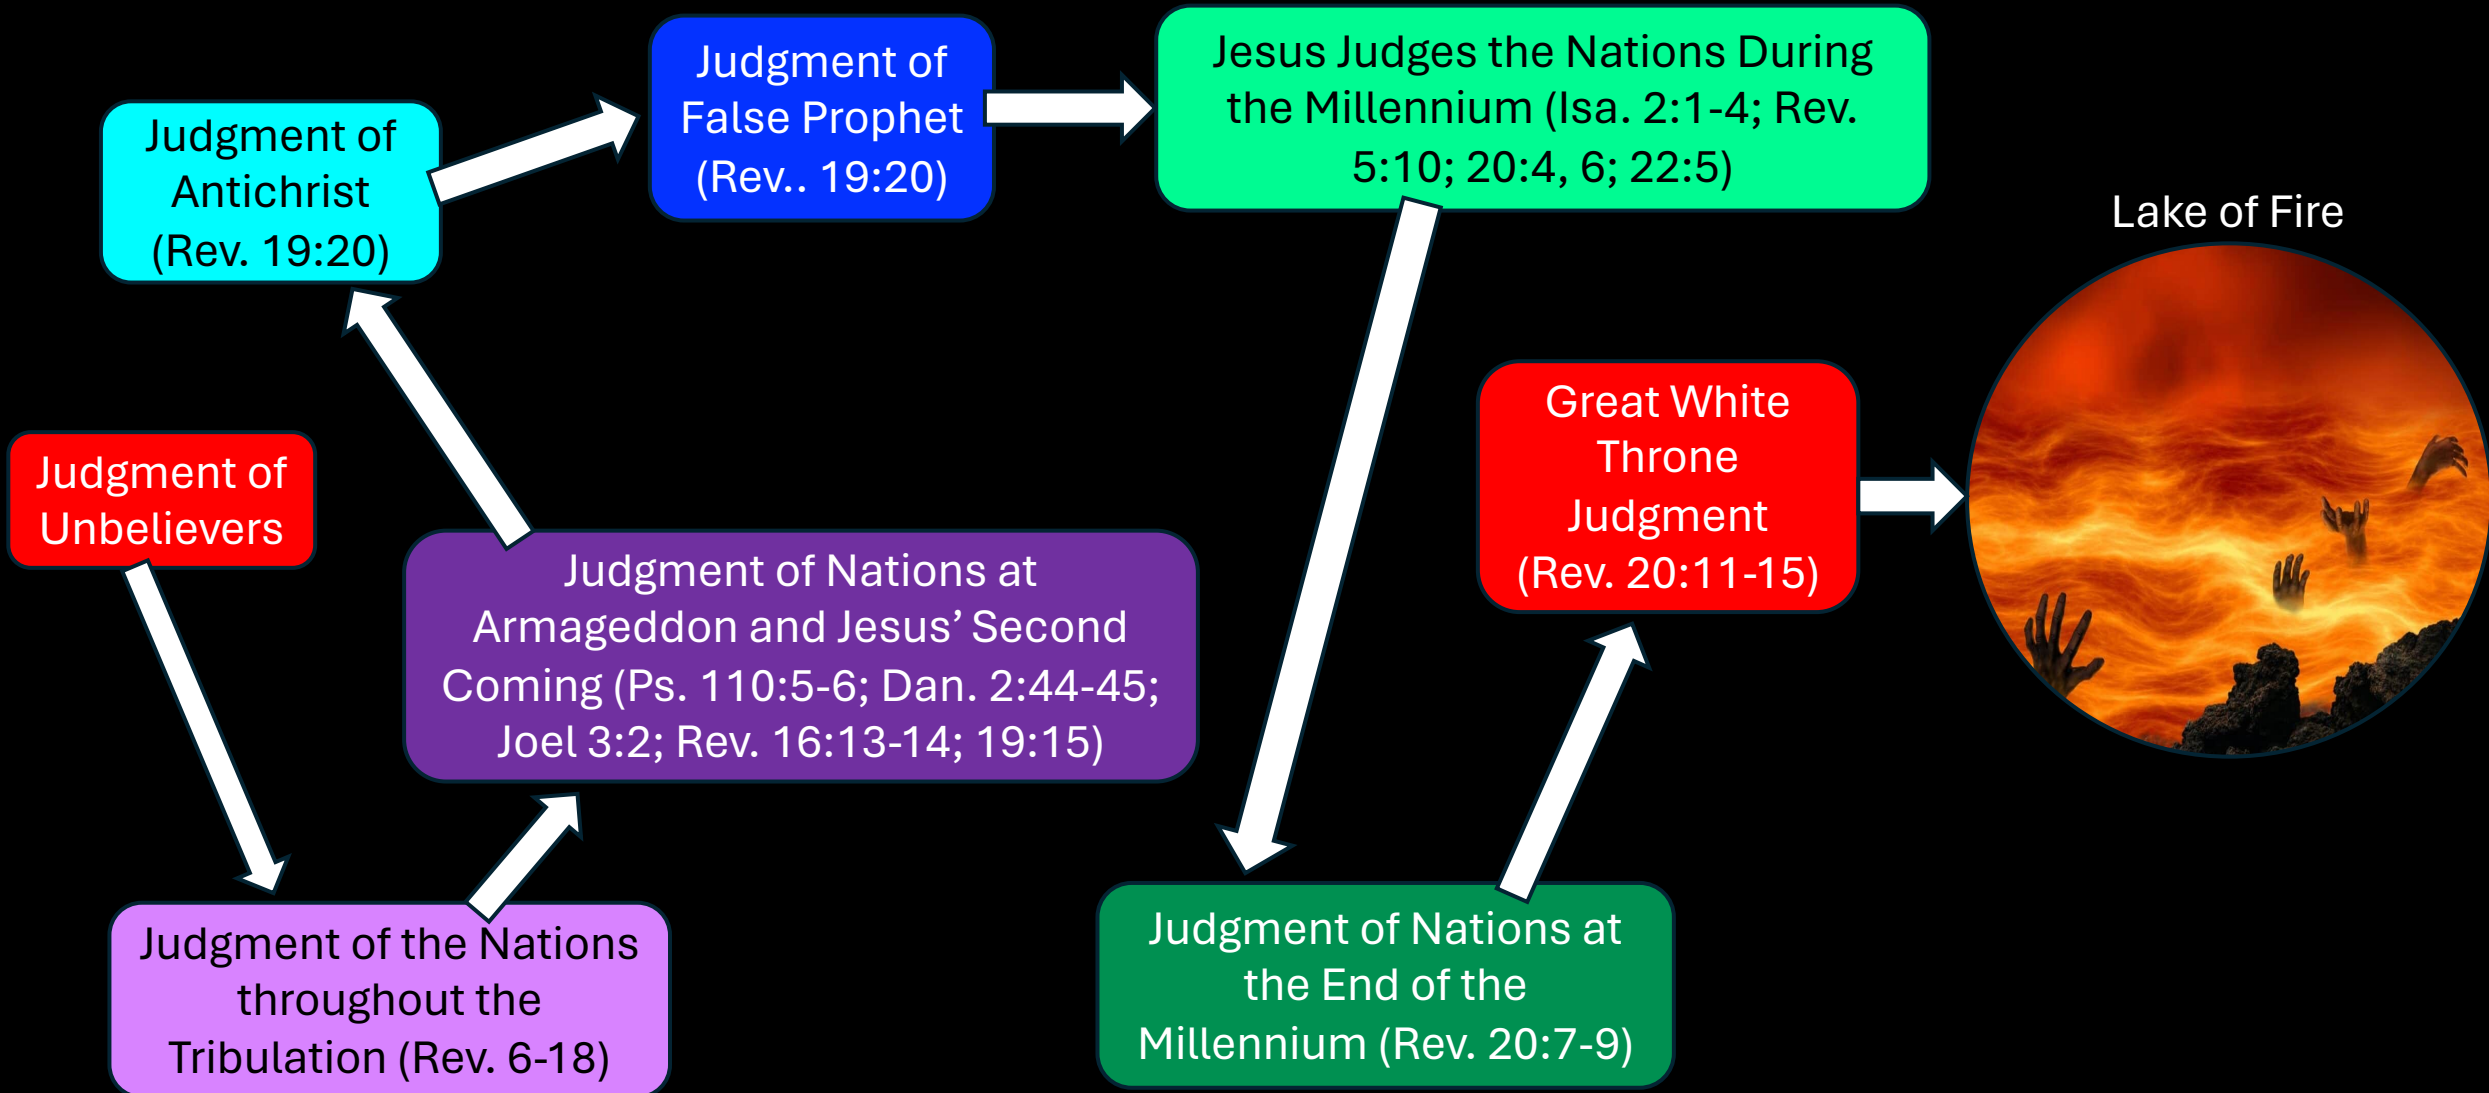 Judgment of
Unbelievers
Judgment of the Nations
throughout the
Tribulation (Rev. 6-18)
Judgment of Nations at
Armageddon and Jesus’ Second
Coming (Ps. 110:5-6; Dan. 2:44-45;
Joel 3:2; Rev. 16:13-14; 19:15)
Judgment of
Antichrist
(Rev. 19:20)
Judgment of
False Prophet
(Rev.. 19:20)
Jesus Judges the Nations During
the Millennium (Isa. 2:1-4; Rev.
5:10; 20:4, 6; 22:5)
Judgment of Nations at
the End of the
Millennium (Rev. 20:7-9)
Great White
Throne
Judgment
(Rev. 20:11-15)
Lake of Fire